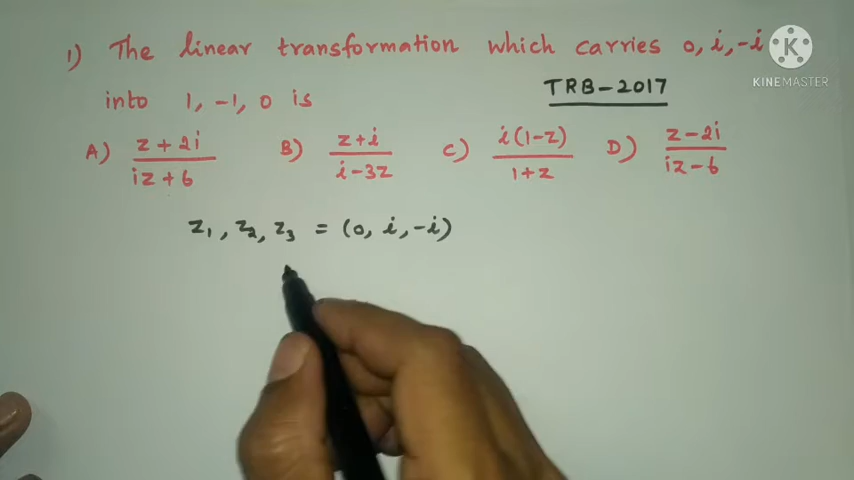 1) The linear transformation which carries 0, i, -i
into 1, -1, 0 is
TRB-2017
A) z+2i / iz+6 B) z+i / i-3z C) i(1-z) / 1+z D) z-2i / iz-6
z₁, z₂, z₃ = (0, i, -i)
K
KINEMASTER